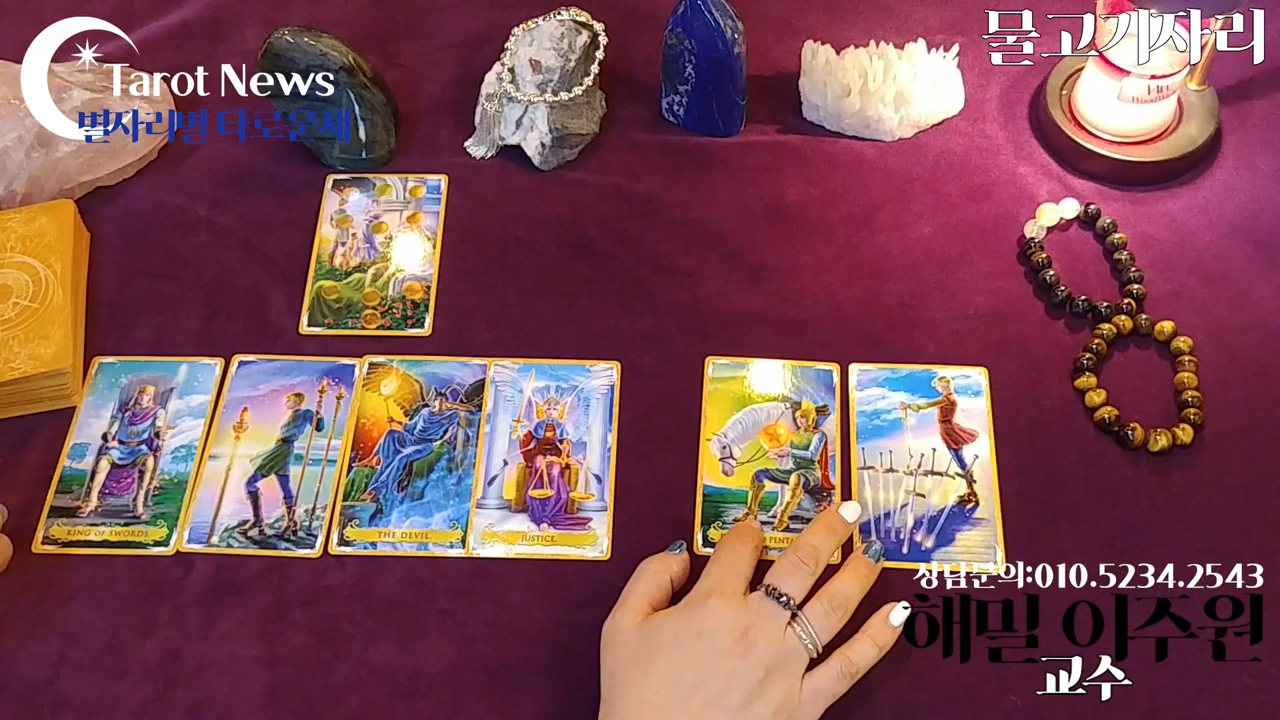 Tarot News
별자리별 타로운세
물고기자리
KING OF SWORDS.
THE DEVIL.
JUSTICE.
상담문의:010.5234.2543
해밀 이주원
교수